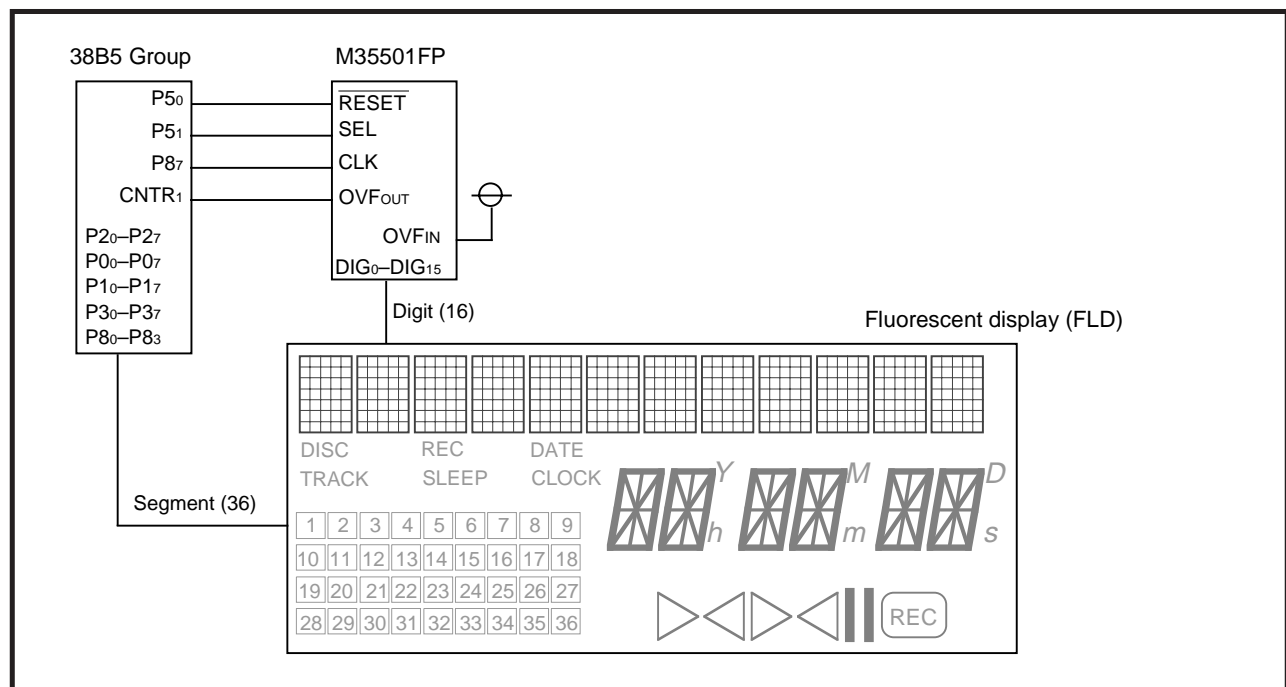 38B5 Group
M35501FP
P50
P51
P87
CNTR1
P20–P27
P00–P07
P10–P17
P30–P37
P80–P83
RESET
SEL
CLK
OVFOUT
OVFIN
DIG0–DIG15
Digit (16)
Fluorescent display (FLD)
Segment (36)
DISC REC DATE
TRACK SLEEP CLOCK
Y M D
h m s
1 2 3 4 5 6 7 8 9
10 11 12 13 14 15 16 17 18
19 20 21 22 23 24 25 26 27
28 29 30 31 32 33 34 35 36
REC